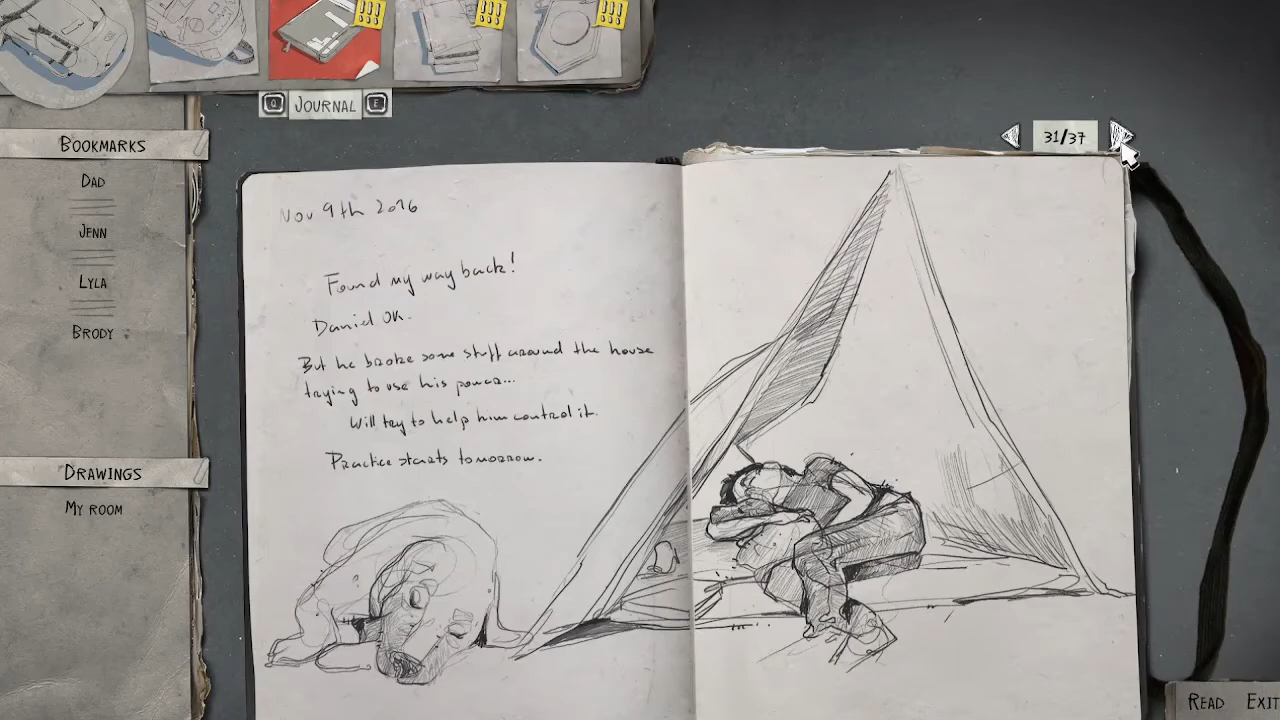 !!! !!! !!!
Q JOURNAL E
31/37
BOOKMARKS
DAD
JENN
LYLA
BRODY
DRAWINGS
MY ROOM
Nov 9th 2016
Found my way back!
Daniel OK.
But he broke some stuff around the house
trying to use his power...
Will try to help him control it.
Practice starts tomorrow.
READ EXIT